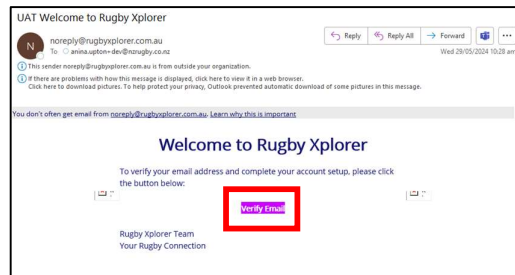 UAT Welcome to Rugby Xplorer
N
noreply@rugbyxplorer.com.au
To anina.upton+dev@nzrugby.co.nz
Reply
Reply All
Forward
Wed 29/05/2024 10:28 am
This sender noreply@rugbyxplorer.com.au is from outside your organization.
If there are problems with how this message is displayed, click here to view it in a web browser.
Click here to download pictures. To help protect your privacy, Outlook prevented automatic download of some pictures in this message.
You don't often get email from noreply@rugbyxplorer.com.au. Learn why this is important
Welcome to Rugby Xplorer
To verify your email address and complete your account setup, please click
the button below:
Verify Email
Rugby Xplorer Team
Your Rugby Connection